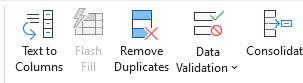 Text to Columns
Flash Fill
Remove Duplicates
Data Validation
Consolidat